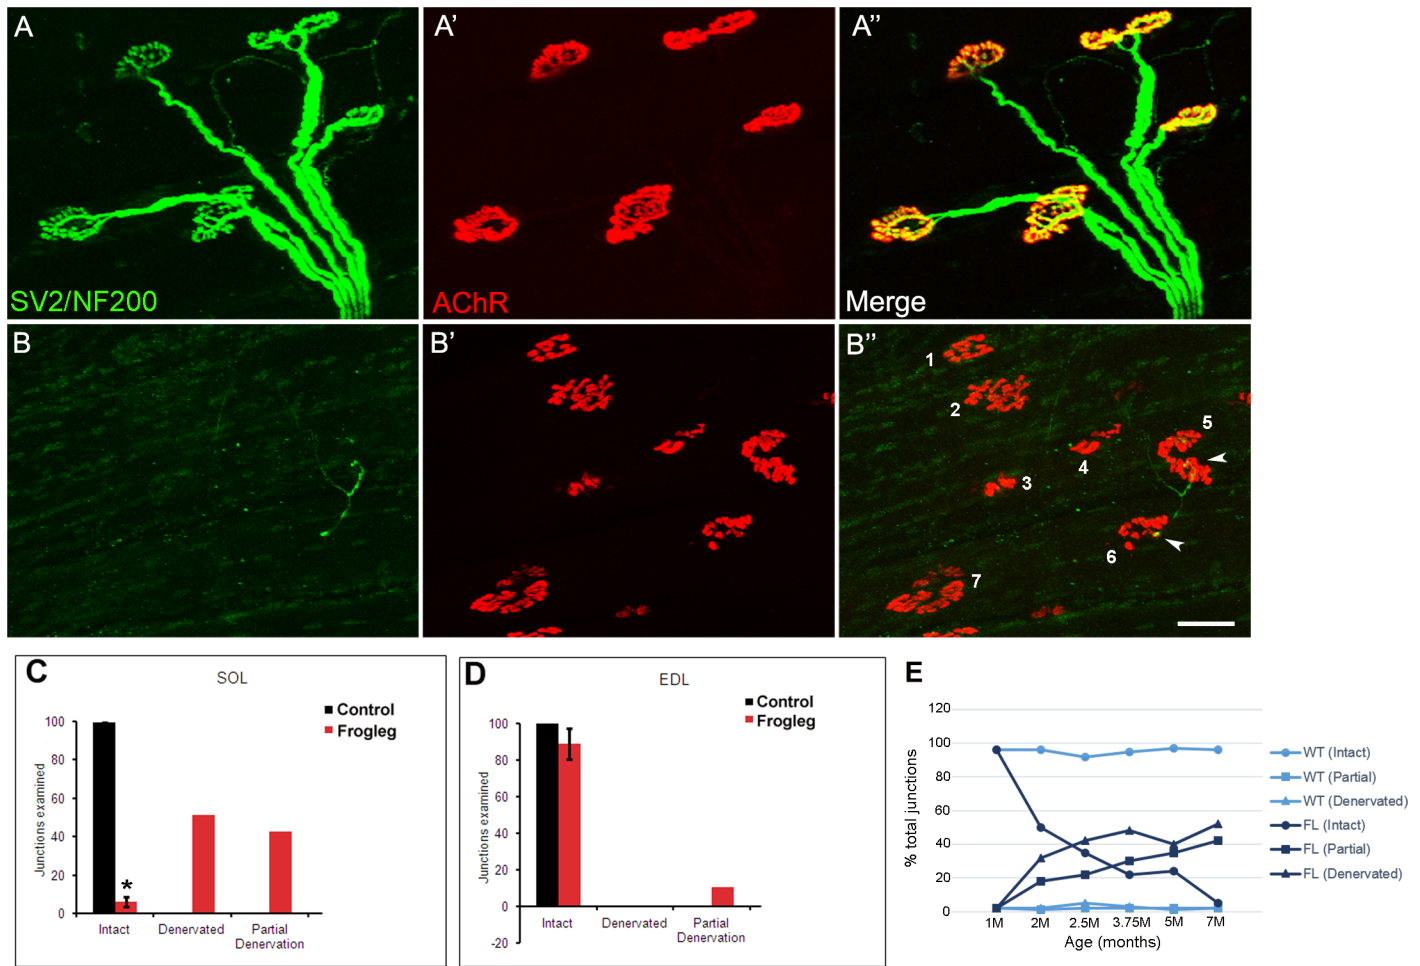 A
A'
A''
SV2/NF200
AChR
Merge
B
B'
B''
1
2
3
4
5
6
7
C
SOL
Control
Frogleg
Junctions examined
100
80
60
40
20
0
*
Intact
Denervated
Partial
Denervation
D
EDL
Control
Frogleg
Junctions examined
100
80
60
40
20
0
-20
Intact
Denervated
Partial
Denervation
E
% total junctions
120
100
80
60
40
20
0
1M
2M
2.5M
3.75M
5M
7M
Age (months)
WT (Intact)
WT (Partial)
WT (Denervated)
FL (Intact)
FL (Partial)
FL (Denervated)